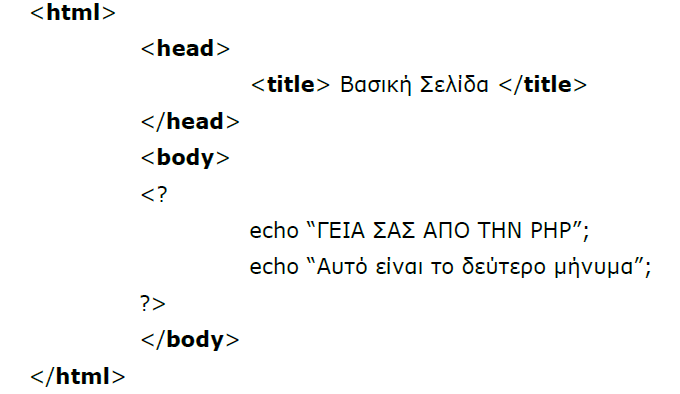 <html>
<head>
<title> Βασική Σελίδα </title>
</head>
<body>
<?
echo “ΓΕΙΑ ΣΑΣ ΑΠΟ ΤΗΝ PHP”;
echo “Αυτό είναι το δεύτερο μήνυμα”;
?>
</body>
</html>